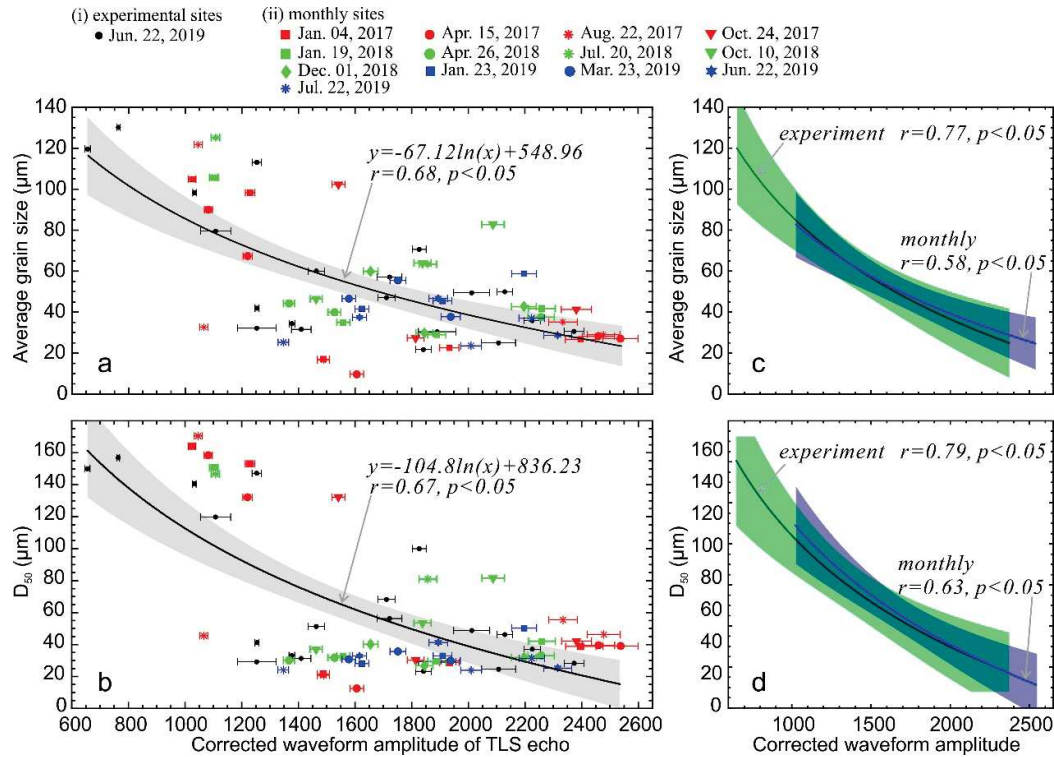 (i) experimental sites
Jun. 22, 2019
(ii) monthly sites
Jan. 04, 2017 Apr. 15, 2017 Aug. 22, 2017 Oct. 24, 2017
Jan. 19, 2018 Apr. 26, 2018 Jul. 20, 2018 Oct. 10, 2018
Dec. 01, 2018 Jan. 23, 2019 Mar. 23, 2019 Jun. 22, 2019
Jul. 22, 2019
Average grain size (μm)
140
120
100
80
60
40
20
0
y=-67.12ln(x)+548.96
r=0.68, p<0.05
a
Average grain size (μm)
140
120
100
80
60
40
20
0
experiment r=0.77, p<0.05
monthly
r=0.58, p<0.05
c
D50 (μm)
160
140
120
100
80
60
40
20
0
y=-104.8ln(x)+836.23
r=0.67, p<0.05
b
600 800 1000 1200 1400 1600 1800 2000 2200 2400 2600
Corrected waveform amplitude of TLS echo
D50 (μm)
160
140
120
100
80
60
40
20
0
experiment r=0.79, p<0.05
monthly
r=0.63, p<0.05
d
1000 1500 2000 2500
Corrected waveform amplitude